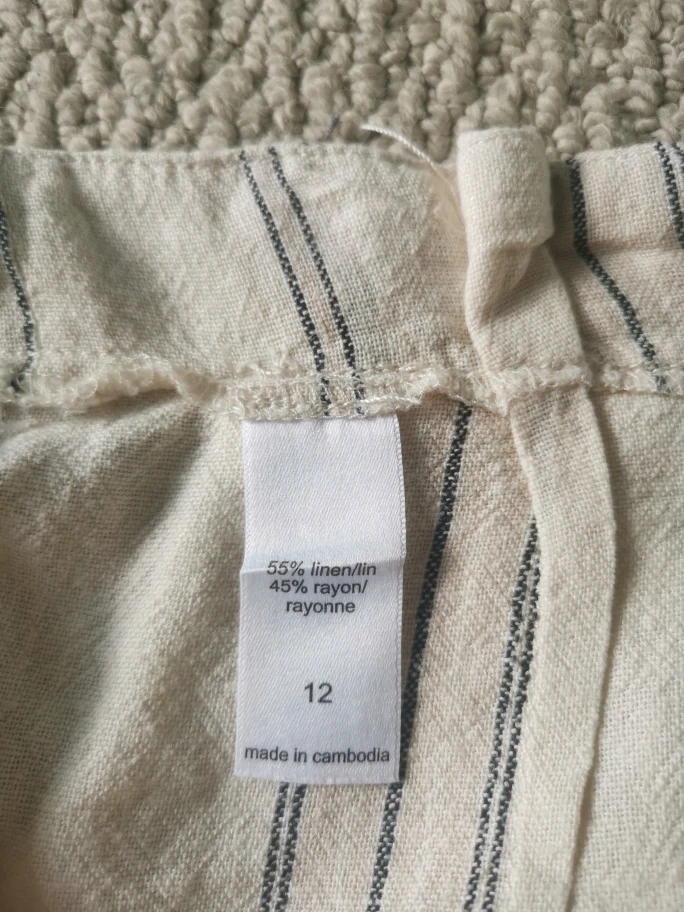 55% linen/lin
45% rayon/
rayonne
12
made in cambodia